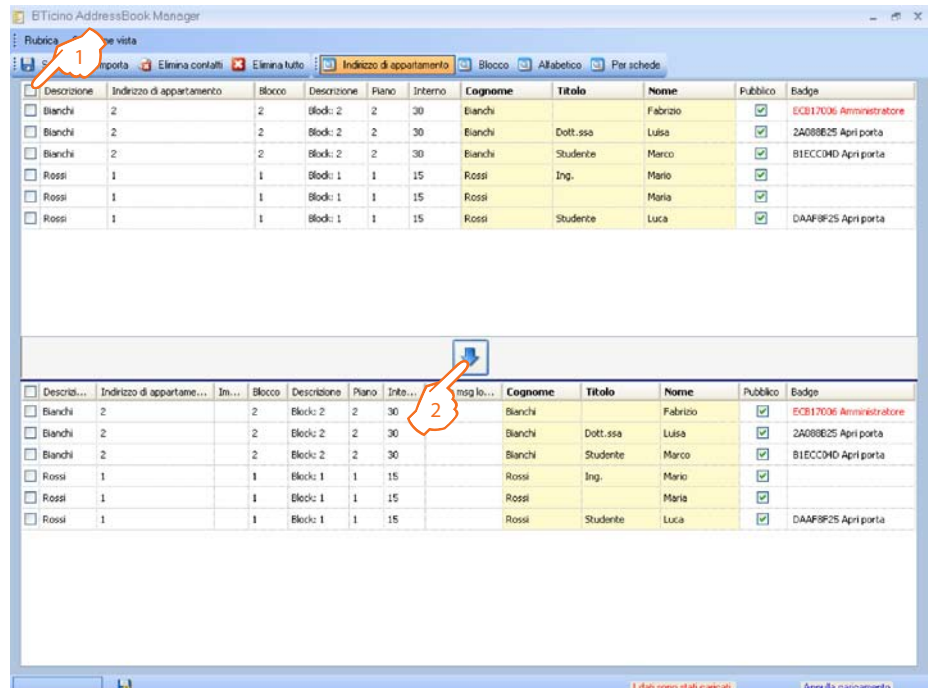 BTicino AddressBook Manager
Rubrica vista
Importa Elimina contatti Elimina tutto Indirizzo di appartamento Blocco Alfabetico Per schede
1
Descrizione Indirizzo di appartamento Blocco Descrizione Piano Interno Cognome Titolo Nome Pubblico Badge
Bianchi 2 2 Block: 2 2 30 Bianchi Fabrizio ECB17006 Amministratore
Bianchi 2 2 Block: 2 2 30 Bianchi Dott.ssa Luisa 2A088B25 Apri porta
Bianchi 2 2 Block: 2 2 30 Bianchi Studente Marco B1ECC04D Apri porta
Rossi 1 1 Block: 1 1 15 Rossi Ing. Mario
Rossi 1 1 Block: 1 1 15 Rossi Maria
Rossi 1 1 Block: 1 1 15 Rossi Studente Luca DAAF8F25 Apri porta
Descrizi... Indirizzo di appartame... Im... Blocco Descrizione Piano Inte... msg lo... Cognome Titolo Nome Pubblico Badge
2
Bianchi 2 2 Block: 2 2 30 Bianchi Fabrizio ECB17006 Amministratore
Bianchi 2 2 Block: 2 2 30 Bianchi Dott.ssa Luisa 2A088B25 Apri porta
Bianchi 2 2 Block: 2 2 30 Bianchi Studente Marco B1ECC04D Apri porta
Rossi 1 1 Block: 1 1 15 Rossi Ing. Mario
Rossi 1 1 Block: 1 1 15 Rossi Maria
Rossi 1 1 Block: 1 1 15 Rossi Studente Luca DAAF8F25 Apri porta
I dati sono stati caricati Annulla caricamento